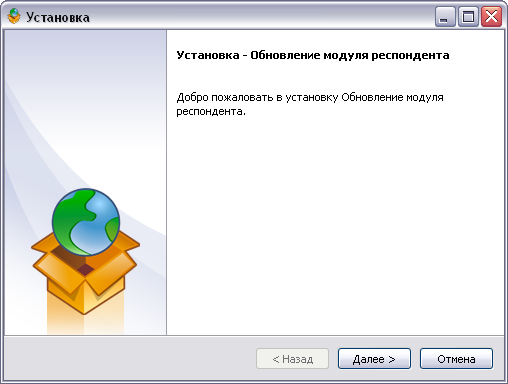 Установка
Установка - Обновление модуля респондента
Добро пожаловать в установку Обновление модуля
респондента.
< Назад
Далее >
Отмена